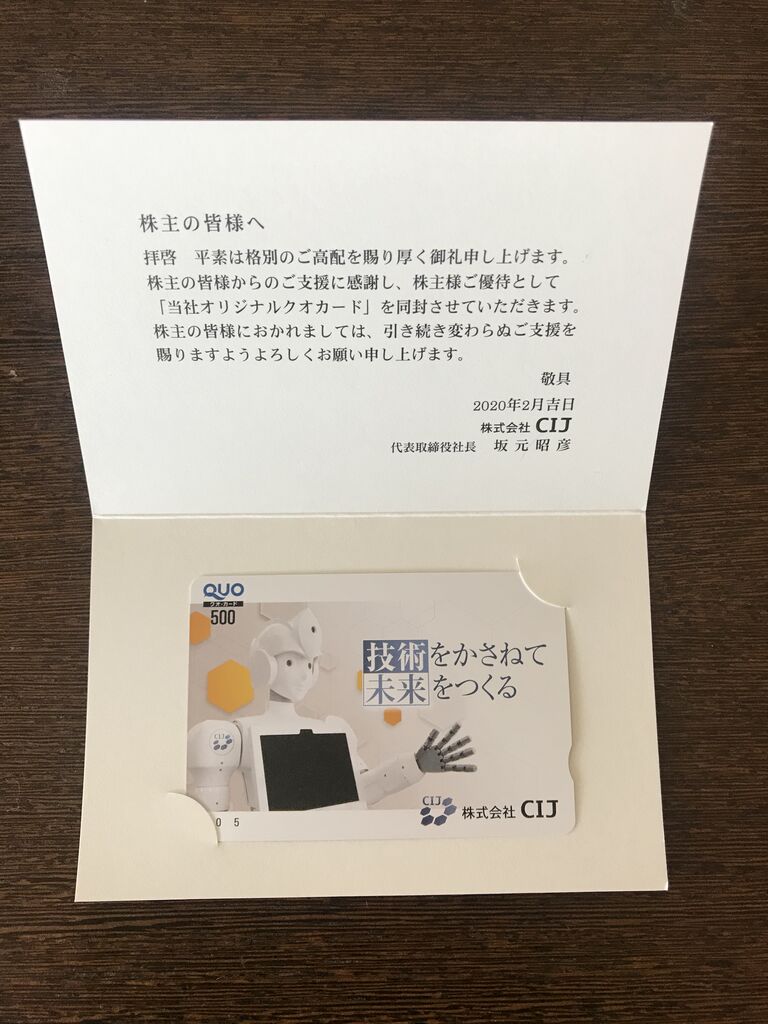 株主の皆様へ
拝啓　平素は格別のご高配を賜り厚く御礼申し上げます。
株主の皆様からのご支援に感謝し、株主様ご優待として
「当社オリジナルクオカード」を同封させていただきます。
株主の皆様におかれましては、引き続き変わらぬご支援を
賜りますようよろしくお願い申し上げます。
敬具
2020年2月吉日
株式会社 CIJ
代表取締役社長　坂元昭彦
QUO
クオ・カード
500
技術をかさねて
未来をつくる
CIJ
CIJ 株式会社 CIJ
0 5